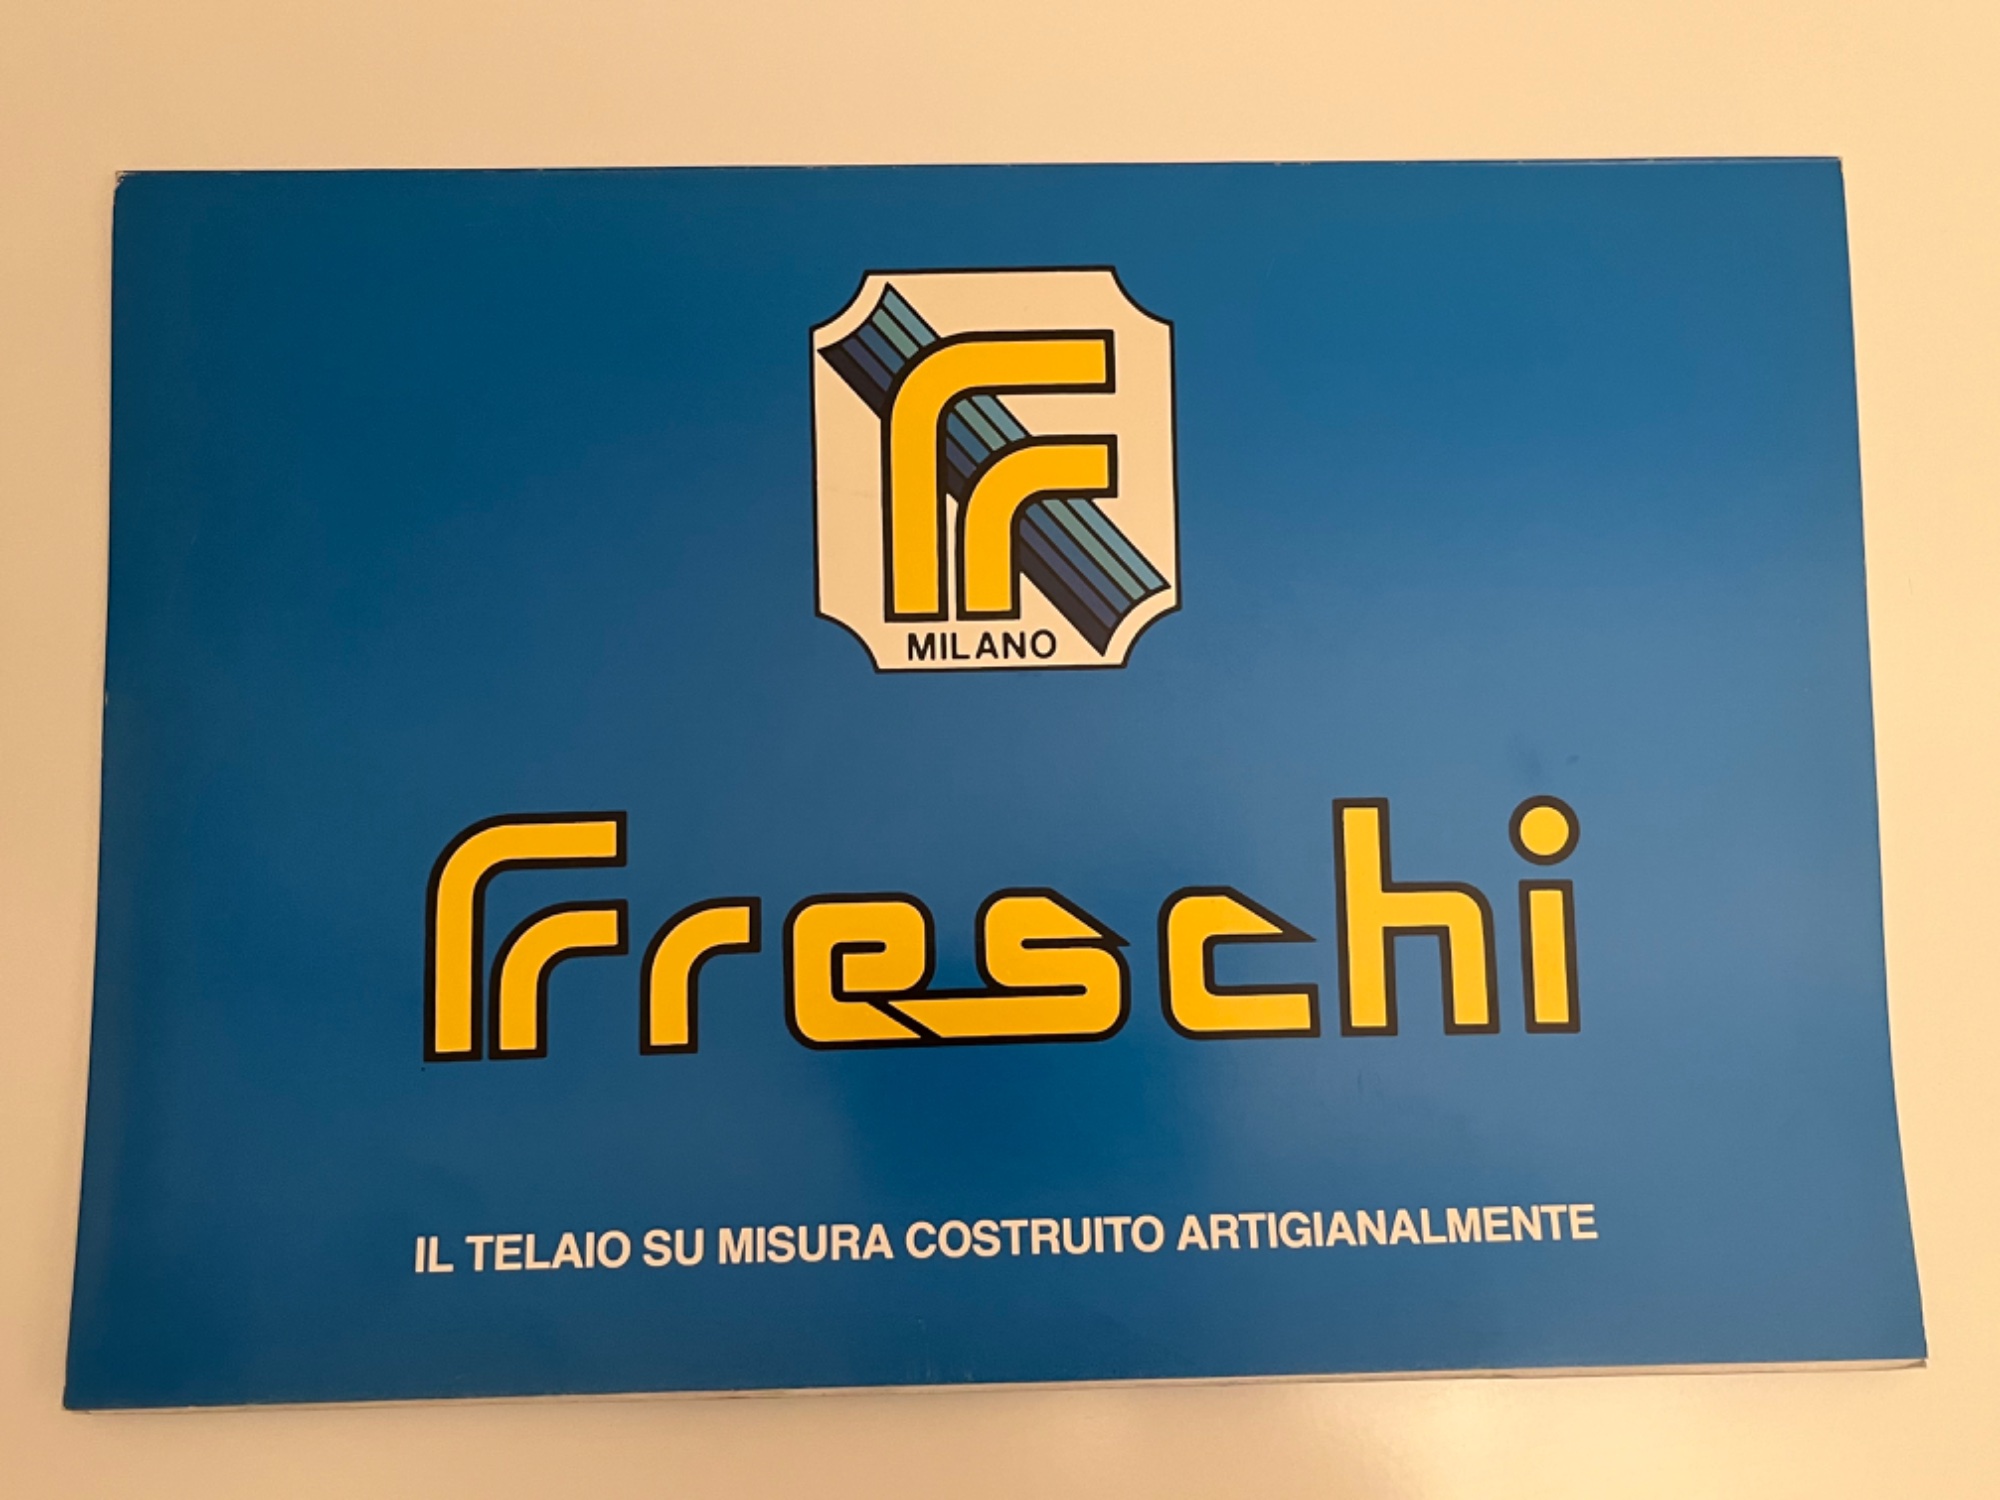 MILANO
Freschi
IL TELAIO SU MISURA COSTRUITO ARTIGIANALMENTE